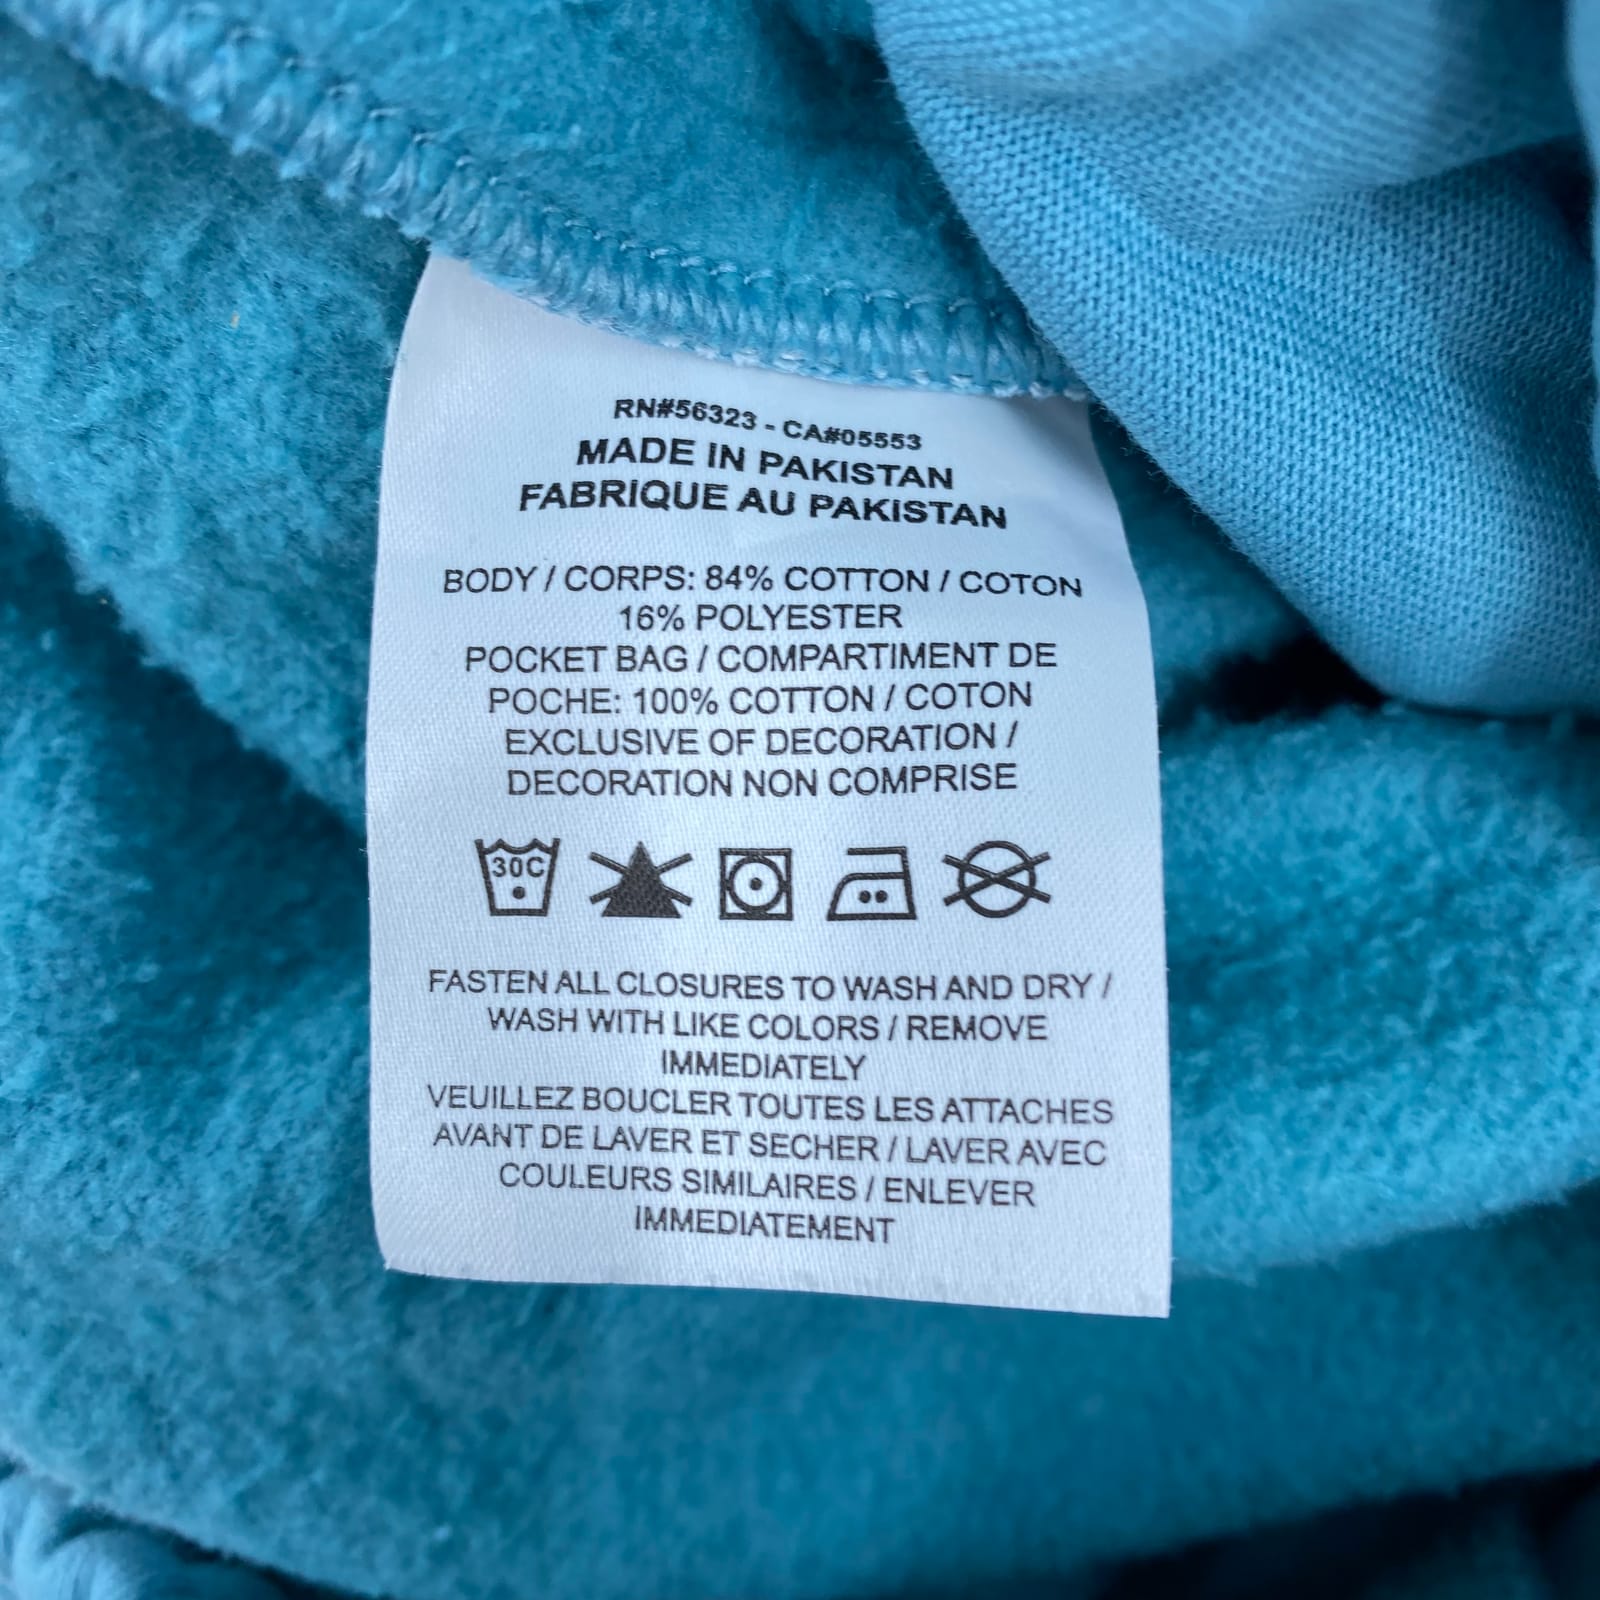 RN#56323 - CA#05553
MADE IN PAKISTAN
FABRIQUE AU PAKISTAN
BODY / CORPS: 84% COTTON / COTON
16% POLYESTER
POCKET BAG / COMPARTIMENT DE
POCHE: 100% COTTON / COTON
EXCLUSIVE OF DECORATION /
DECORATION NON COMPRISE
30C
FASTEN ALL CLOSURES TO WASH AND DRY /
WASH WITH LIKE COLORS / REMOVE
IMMEDIATELY
VEUILLEZ BOUCLER TOUTES LES ATTACHES
AVANT DE LAVER ET SECHER / LAVER AVEC
COULEURS SIMILAIRES / ENLEVER
IMMEDIATEMENT